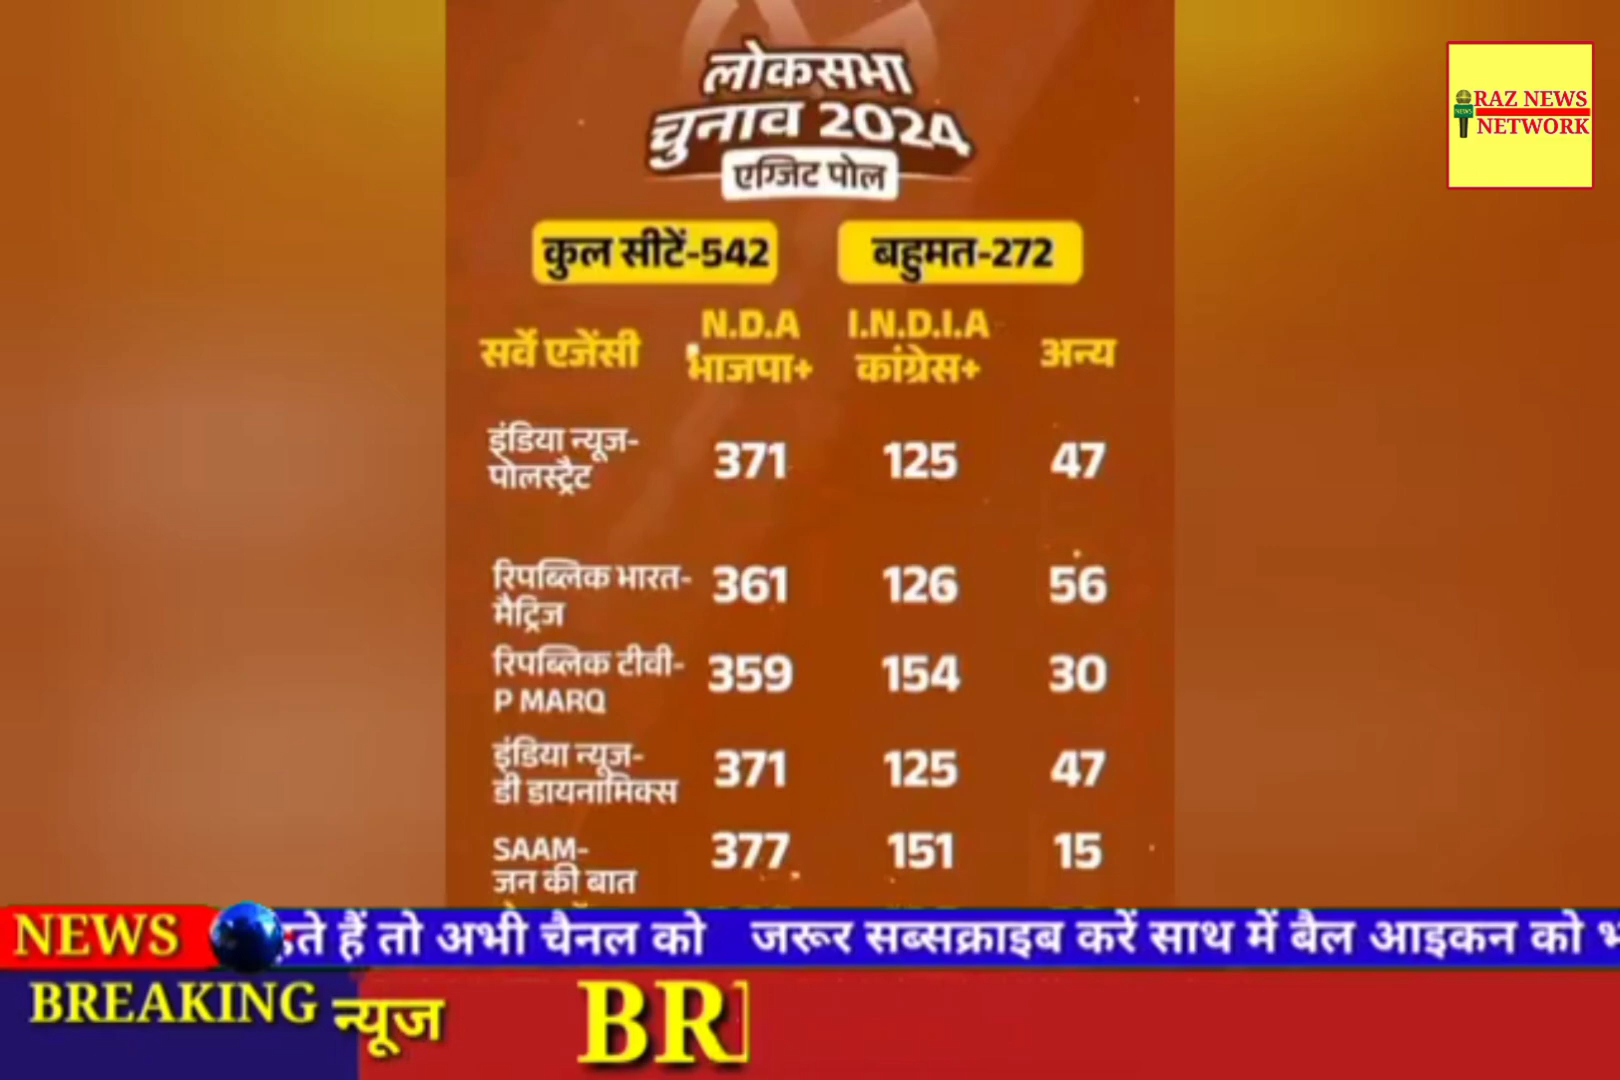 लोकसभा
चुनाव 2024
एग्जिट पोल
RAZ NEWS
NETWORK
NEWS
कुल सीटें-542 बहुमत-272
सर्वे एजेंसी N.D.A भाजपा+ I.N.D.I.A कांग्रेस+ अन्य
इंडिया न्यूज-
पोलस्ट्रैट 371 125 47
रिपब्लिक भारत-
मैट्रिज 361 126 56
रिपब्लिक टीवी-
P MARQ 359 154 30
इंडिया न्यूज-
डी डायनामिक्स 371 125 47
SAAM-
जन की बात 377 151 15
NEWS हैं तो अभी चैनल को जरूर सब्सक्राइब करें साथ में बैल आइकन को
BREAKING न्यूज